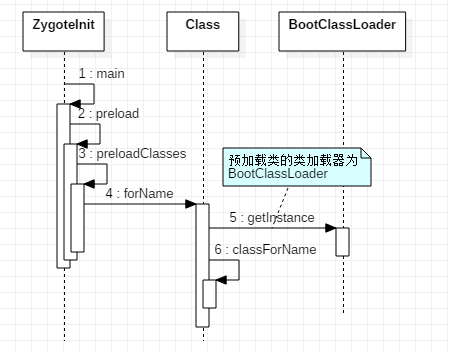 ZygoteInit
Class
BootClassLoader
1 : main
2 : preload
3 : preloadClasses
预加载类的类加载器为
BootClassLoader
4 : forName
5 : getInstance
6 : classForName